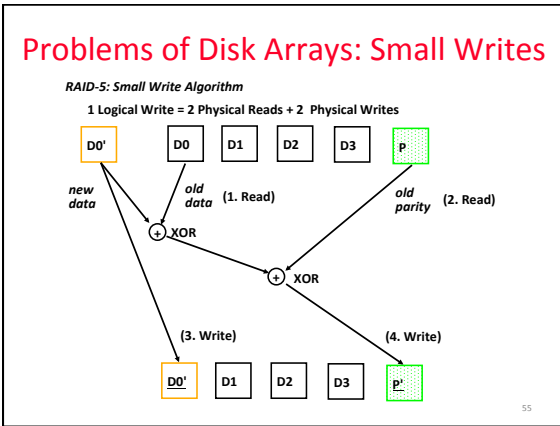 Problems of Disk Arrays: Small Writes
RAID-5: Small Write Algorithm
1 Logical Write = 2 Physical Reads + 2 Physical Writes
D0' D0 D1 D2 D3 P
new data
old data (1. Read)
old parity (2. Read)
+ XOR
+ XOR
(3. Write) (4. Write)
D0' D1 D2 D3 P'
55